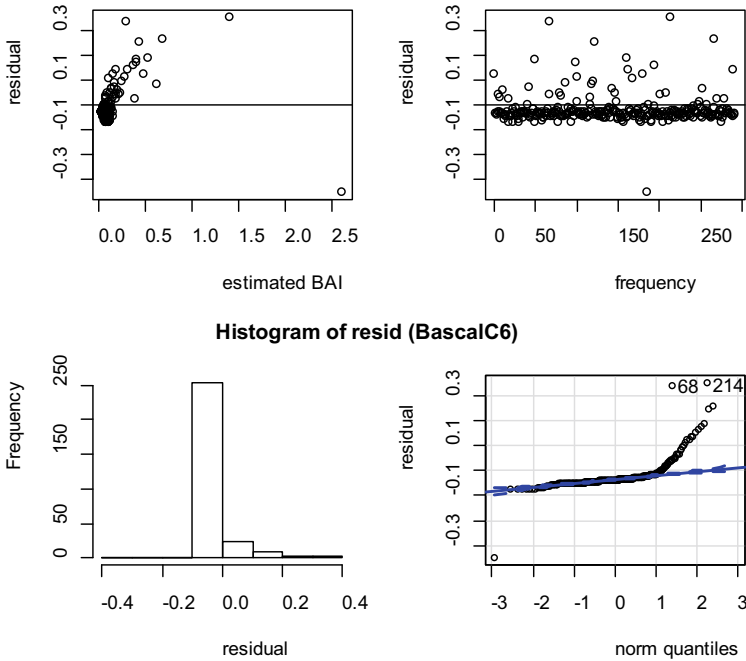 residual
0.3
0.1
-0.1
-0.3
0.0 0.5 1.0 1.5 2.0 2.5
estimated BAI
residual
0.3
0.1
-0.1
-0.3
0 50 150 250
frequency
Histogram of resid (BascalC6)
Frequency
250
150
50
0
-0.4 -0.2 0.0 0.2 0.4
residual
residual
0.3
0.1
-0.1
-0.3
68 214
-3 -2 -1 0 1 2 3
norm quantiles